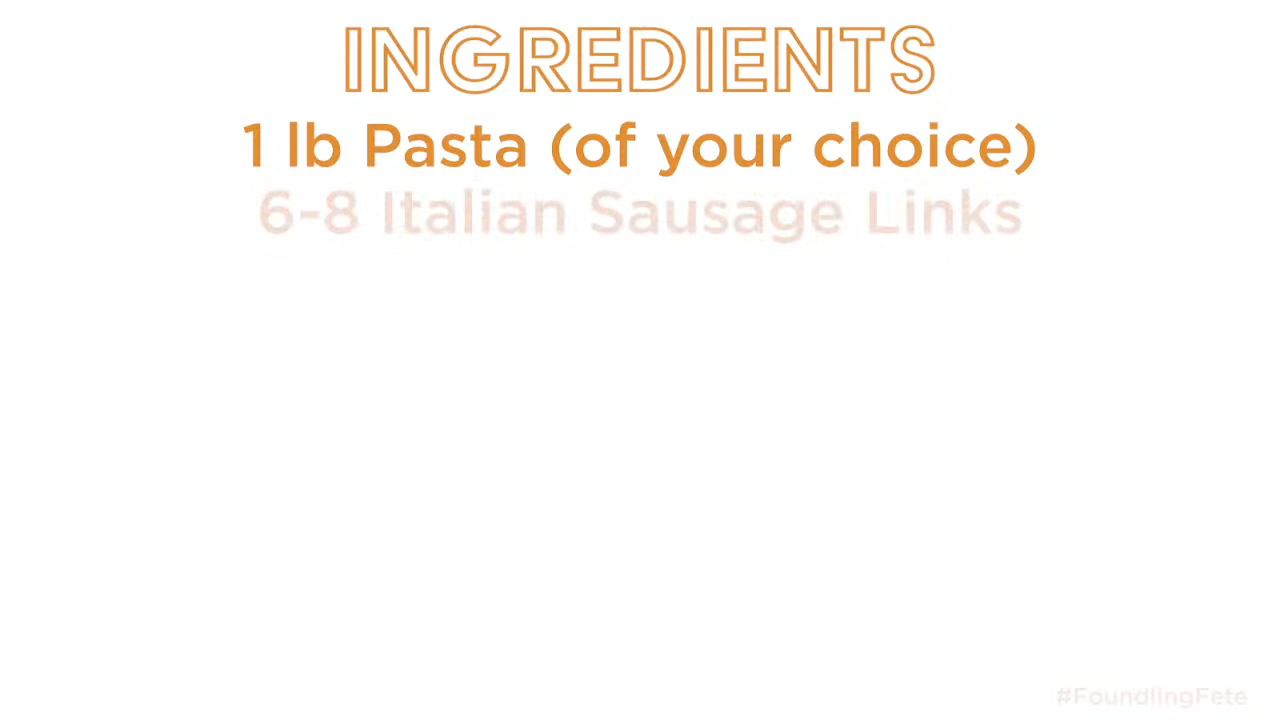 INGREDIENTS
1 lb Pasta (of your choice)
6-8 Italian Sausage Links
#FoundlingFete